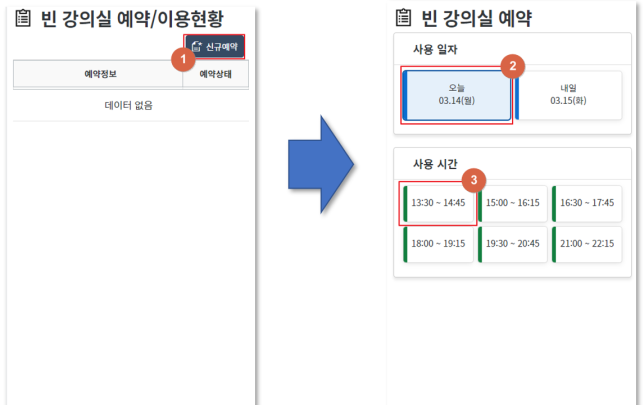 빈 강의실 예약/이용현황
신규예약
1
예약정보 예약상태
데이터 없음
빈 강의실 예약
사용 일자
2
오늘
03.14(월)
내일
03.15(화)
사용 시간
3
13:30 ~ 14:45 15:00 ~ 16:15 16:30 ~ 17:45
18:00 ~ 19:15 19:30 ~ 20:45 21:00 ~ 22:15